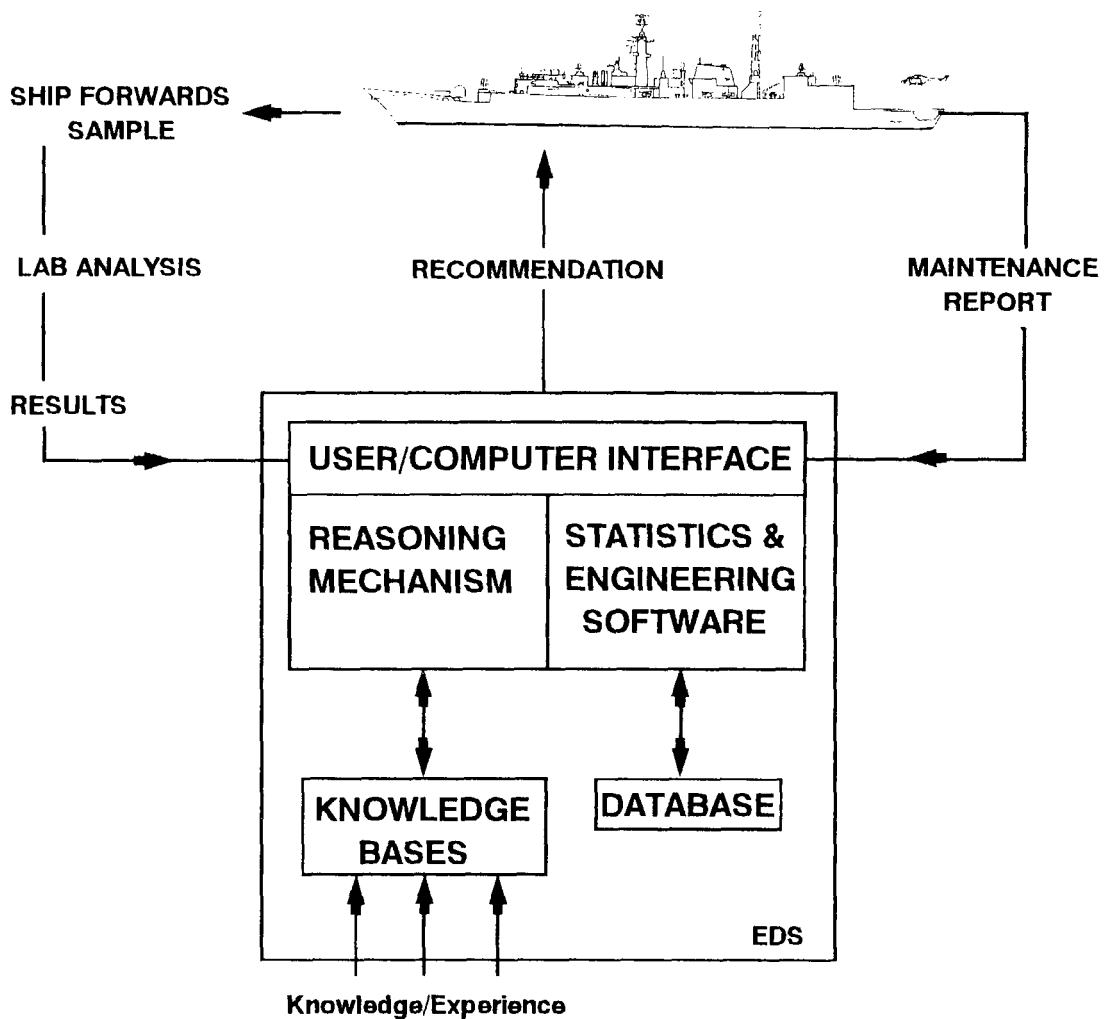 SHIP FORWARDS
SAMPLE
LAB ANALYSIS
RECOMMENDATION
MAINTENANCE
REPORT
RESULTS
USER/COMPUTER INTERFACE
REASONING
MECHANISM
STATISTICS &
ENGINEERING
SOFTWARE
KNOWLEDGE
BASES
DATABASE
EDS
Knowledge/Experience